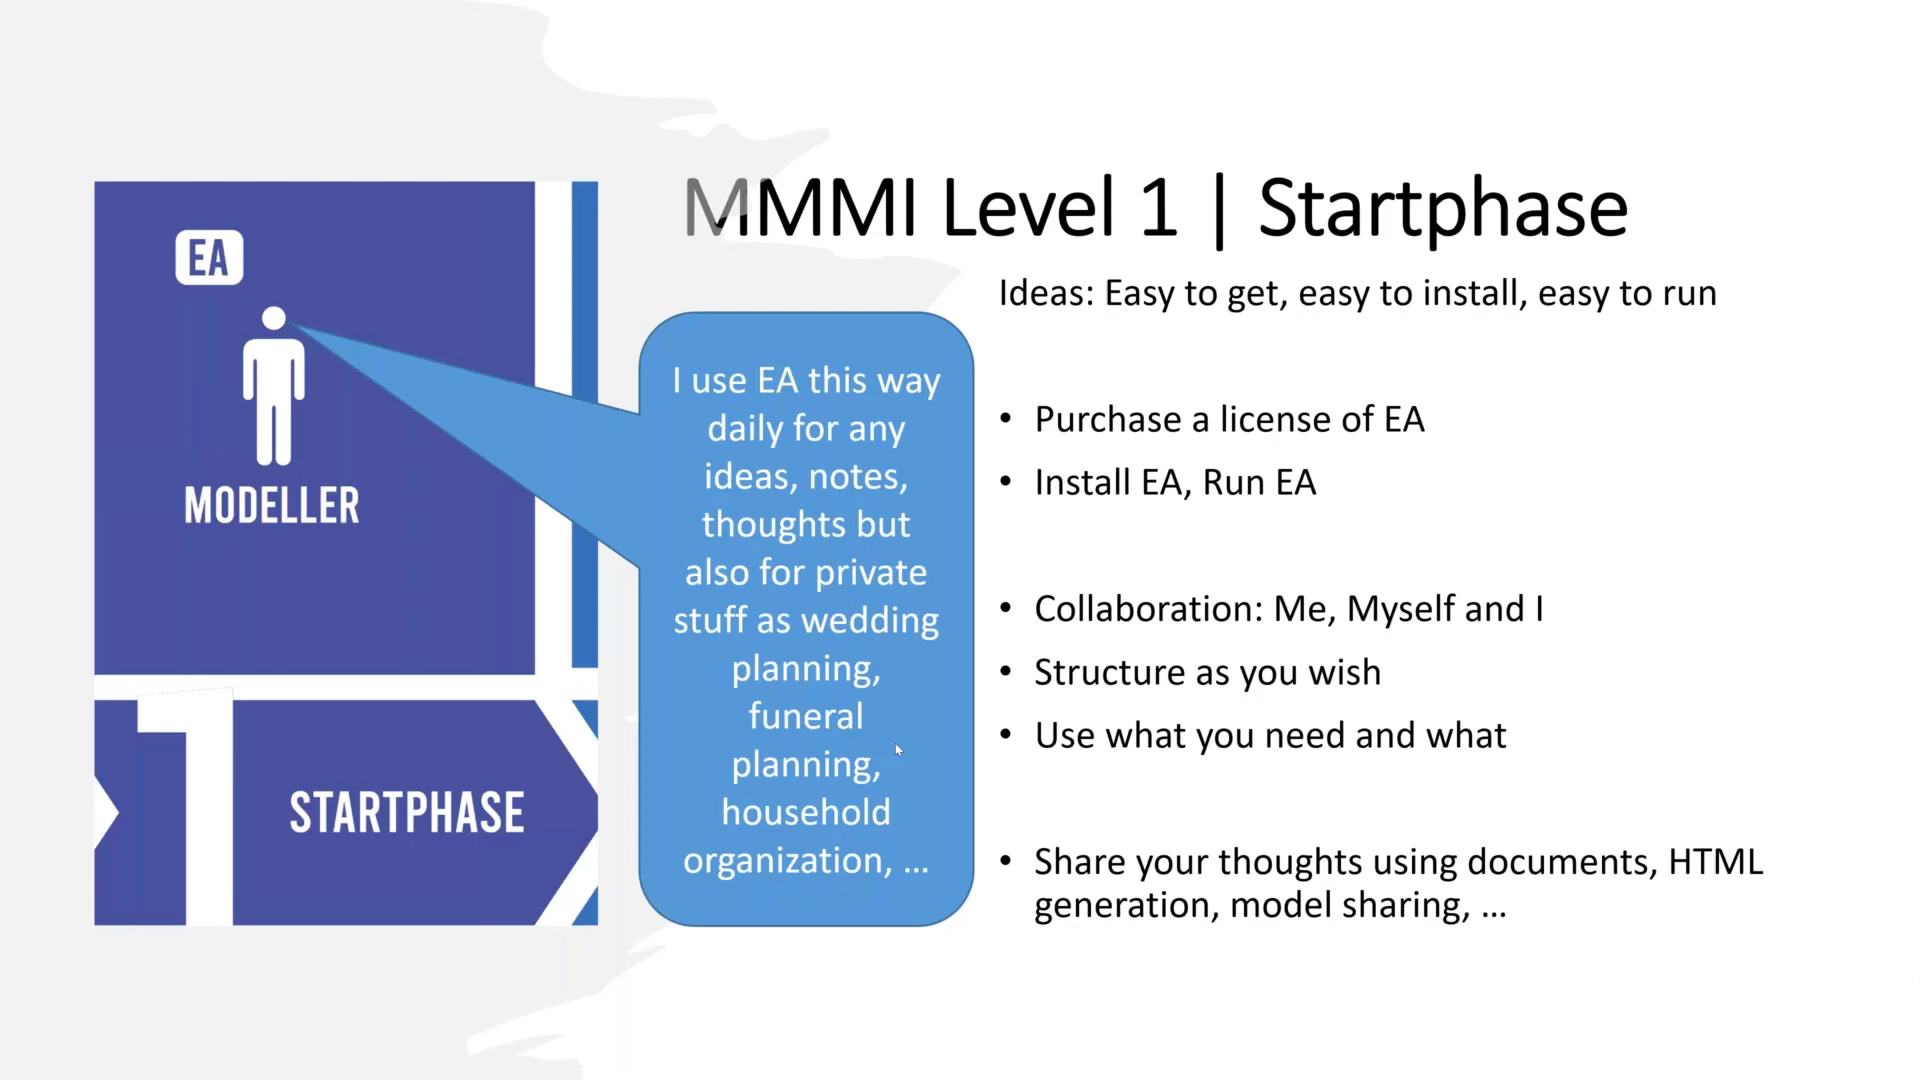 MMMI Level 1 | Startphase
EA
MODELLER
1
STARTPHASE
I use EA this way
daily for any
ideas, notes,
thoughts but
also for private
stuff as wedding
planning,
funeral
planning,
household
organization, ...
Ideas: Easy to get, easy to install, easy to run
• Purchase a license of EA
• Install EA, Run EA
• Collaboration: Me, Myself and I
• Structure as you wish
• Use what you need and what
• Share your thoughts using documents, HTML
generation, model sharing, ...